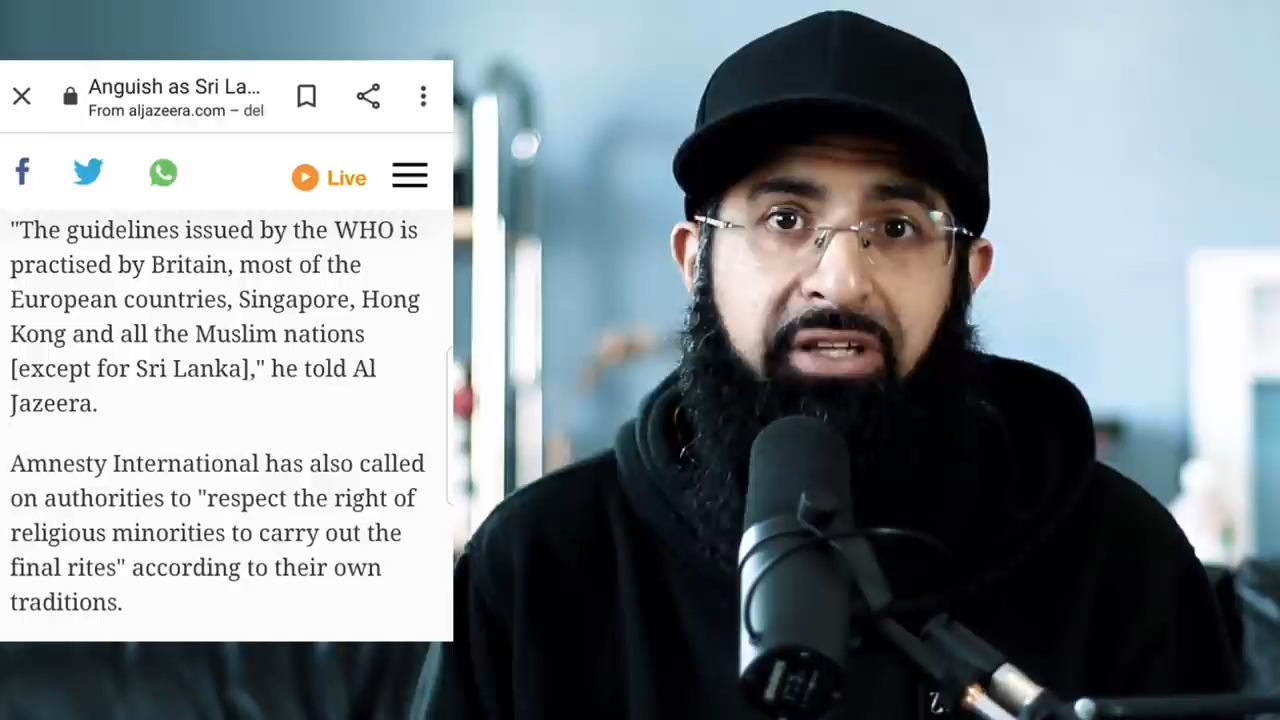 Anguish as Sri La...
From aljazeera.com – del
Live
"The guidelines issued by the WHO is
practised by Britain, most of the
European countries, Singapore, Hong
Kong and all the Muslim nations
[except for Sri Lanka]," he told Al
Jazeera.
Amnesty International has also called
on authorities to "respect the right of
religious minorities to carry out the
final rites" according to their own
traditions.